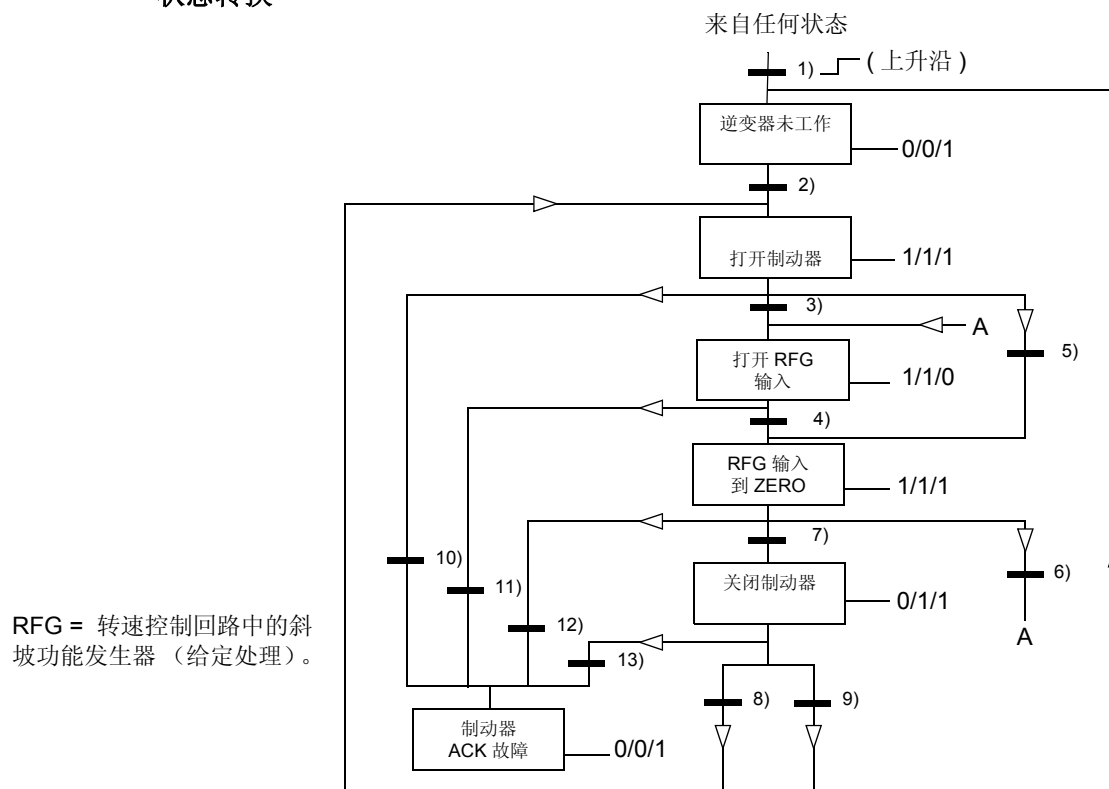 来自任何状态
1) ( 上升沿 )
逆变器未工作
0/0/1
2)
打开制动器
1/1/1
3)
A
5)
打开 RFG
输入
1/1/0
4)
RFG 输入
到 ZERO
1/1/1
7)
10)
6)
11)
关闭制动器
0/1/1
RFG = 转速控制回路中的斜
坡功能发生器 （给定处理）。
12)
A
13)
8)
9)
制动器
ACK 故障
0/0/1